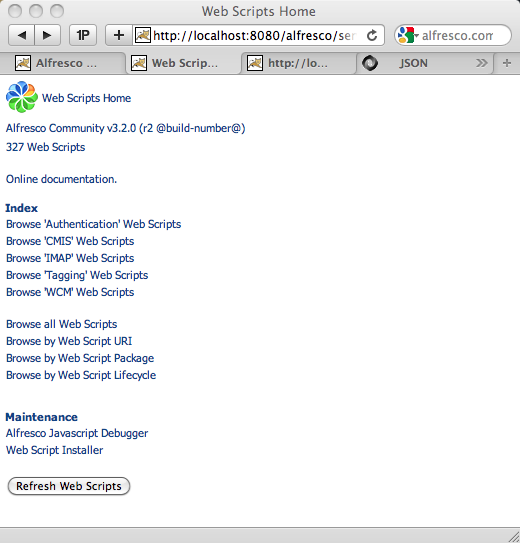 Web Scripts Home
1P
http://localhost:8080/alfresco/ser
alfresco.com
Alfresco ...
Web Scrip...
http://lo...
JSON
Web Scripts Home
Alfresco Community v3.2.0 (r2 @build-number@)
327 Web Scripts
Online documentation.
Index
Browse 'Authentication' Web Scripts
Browse 'CMIS' Web Scripts
Browse 'IMAP' Web Scripts
Browse 'Tagging' Web Scripts
Browse 'WCM' Web Scripts
Browse all Web Scripts
Browse by Web Script URI
Browse by Web Script Package
Browse by Web Script Lifecycle
Maintenance
Alfresco Javascript Debugger
Web Script Installer
Refresh Web Scripts